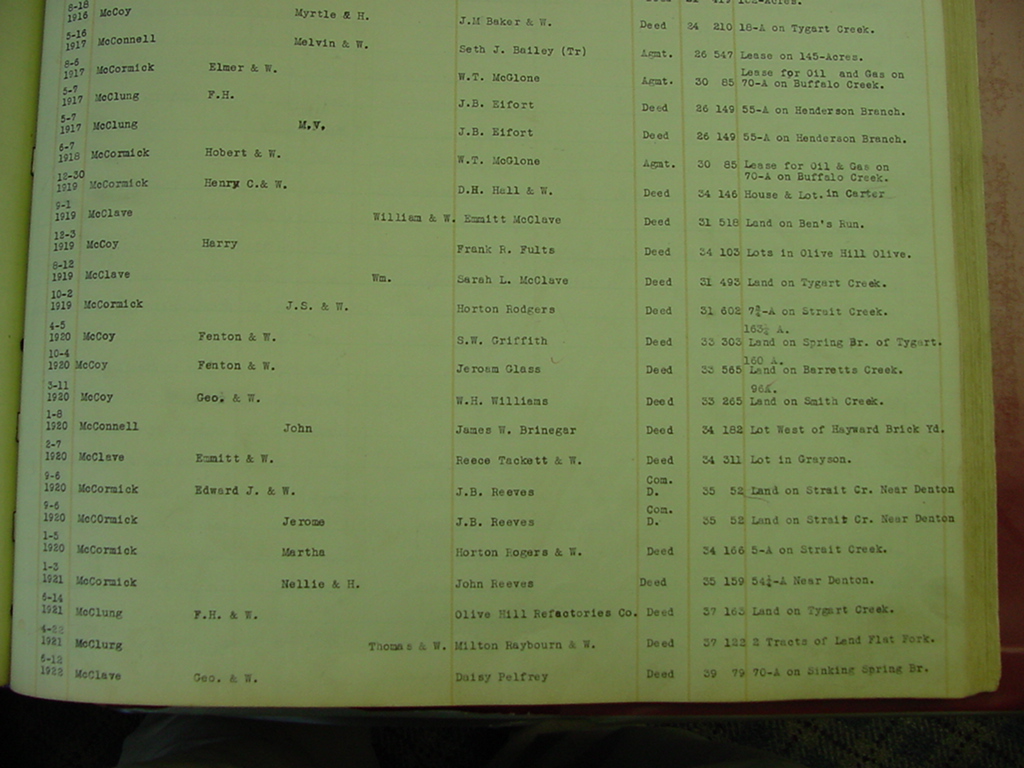 8-18
1916 McCoy Myrtle & H. J.M Baker & W. Deed 24 210 18-A on Tygart Creek.
5-16
1917 McConnell Melvin & W. Seth J. Bailey (Tr) Agmt. 26 547 Lease on 145-Acres.
8-6
1917 McCormick Elmer & W. W.T. McGlone Agmt. 30 85 Lease for Oil and Gas on
70-A on Buffalo Creek.
5-7
1917 McClung F.H. J.B. Eifort Deed 26 149 55-A on Henderson Branch.
5-7
1917 McClung M.V. J.B. Eifort Deed 26 149 55-A on Henderson Branch.
6-7
1918 McCormick Hobert & W. W.T. McGlone Agmt. 30 85 Lease for Oil & Gas on
70-A on Buffalo Creek.
12-30
1919 McCormick Henry C.& W. D.H. Hall & W. Deed 34 146 House & Lot.in Carter
9-1
1919 McClave William & W. Emmitt McClave Deed 31 518 Land on Ben's Run.
12-3
1919 McCoy Harry Frank R. Fults Deed 34 103 Lots in Olive Hill Olive.
8-12
1919 McClave Wm. Sarah L. McClave Deed 31 493 Land on Tygart Creek.
10-2
1919 McCormick J.S. & W. Horton Rodgers Deed 31 602 7¾-A on Strait Creek.
4-5 163½ A.
1920 McCoy Fenton & W. S.W. Griffith Deed 33 303 Land on Spring Br. of Tygart.
10-4 160 A.
1920 McCoy Fenton & W. Jeroam Glass Deed 33 565 Land on Barretts Creek.
3-11 96A.
1920 McCoy Geo. & W. W.H. Williams Deed 33 265 Land on Smith Creek.
1-8
1920 McConnell John James W. Brinegar Deed 34 182 Lot West of Hayward Brick Yd.
2-7
1920 McClave Emmitt & W. Reece Tackett & W. Deed 34 311 Lot in Grayson.
9-6 Com.
1920 McCormick Edward J. & W. J.B. Reeves D. 35 52 Land on Strait Cr. Near Denton
9-6 Com.
1920 McCOrmick Jerome J.B. Reeves D. 35 52 Land on Strait Cr. Near Denton
1-5
1920 McCormick Martha Horton Rogers & W. Deed 34 166 5-A on Strait Creek.
1-3
1921 McCormick Nellie & H. John Reeves Deed 35 159 54¼-A Near Denton.
6-14
1921 McClung F.H. & W. Olive Hill Refactories Co. Deed 37 163 Land on Tygart Creek.
4-22
1921 McClurg Thomas & W. Milton Raybourn & W. Deed 37 122 2 Tracts of Land Flat Fork.
6-12
1922 McClave Geo. & W. Daisy Pelfrey Deed 39 79 70-A on Sinking Spring Br.